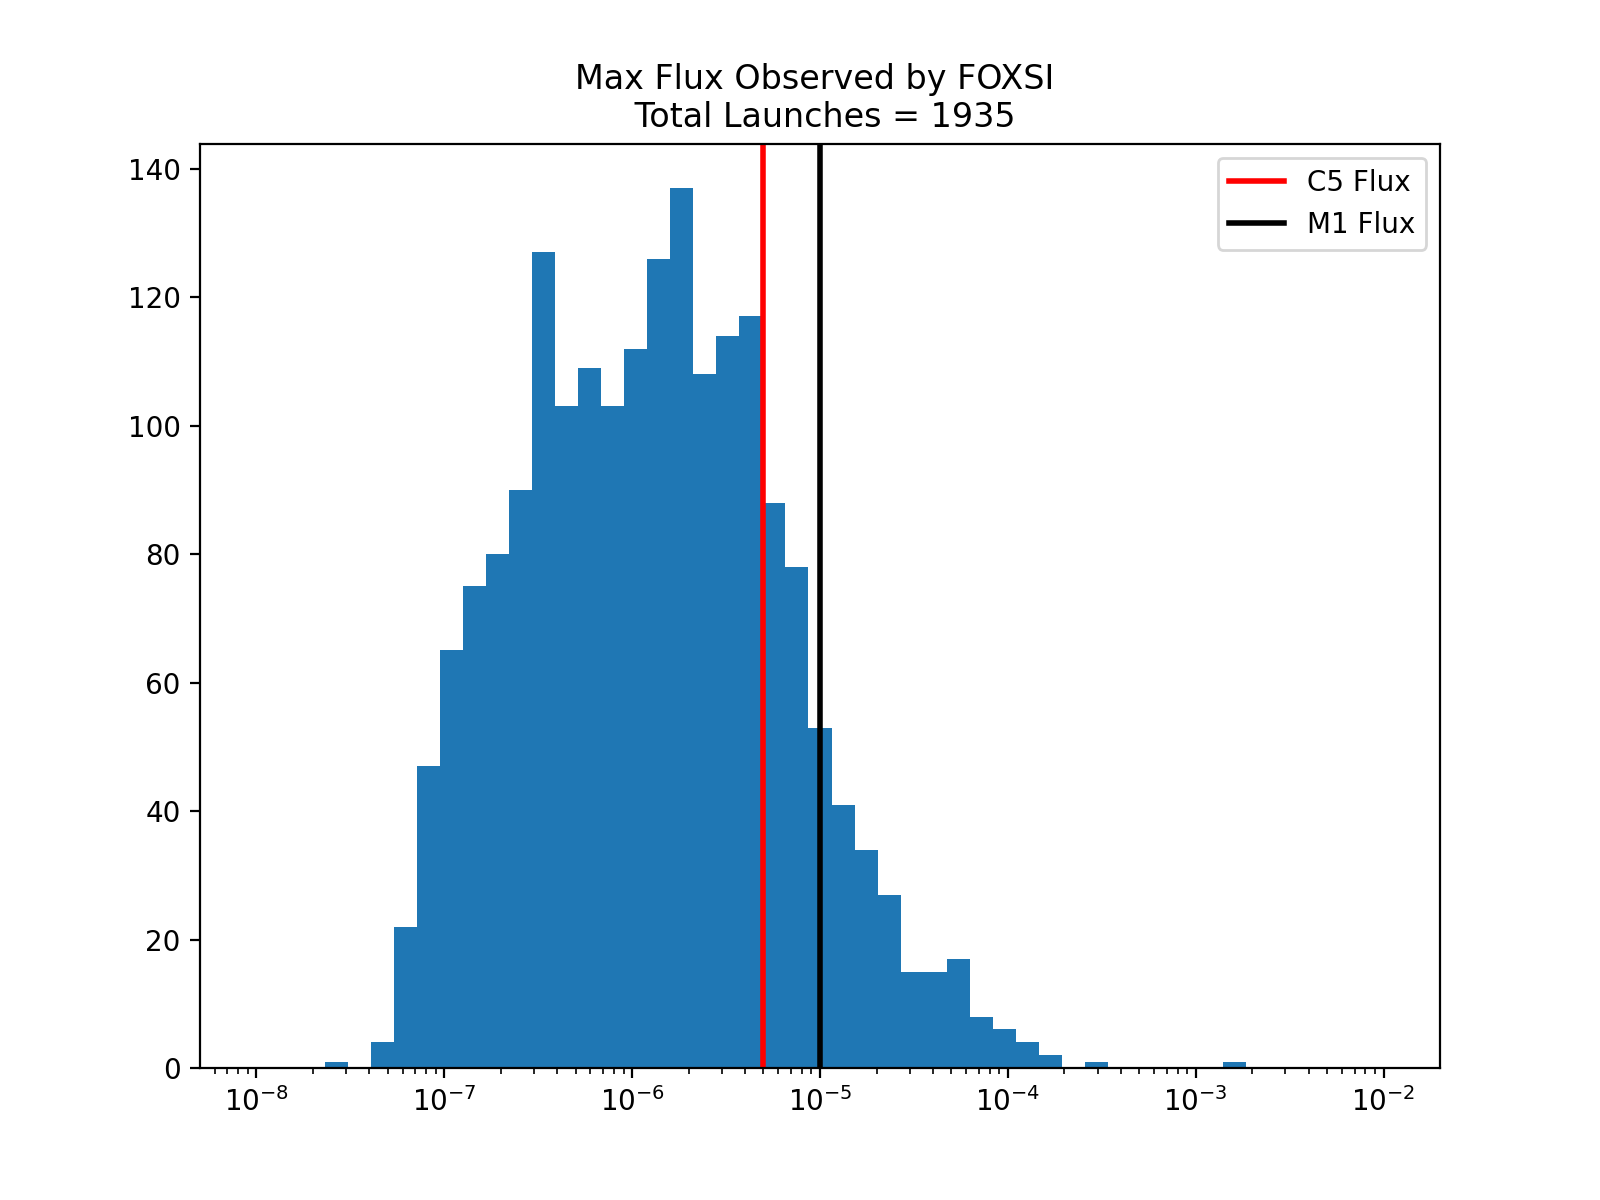 Max Flux Observed by FOXSI
Total Launches = 1935
C5 Flux
M1 Flux
140
120
100
80
60
40
20
0
10⁻⁸ 10⁻⁷ 10⁻⁶ 10⁻⁵ 10⁻⁴ 10⁻³ 10⁻²